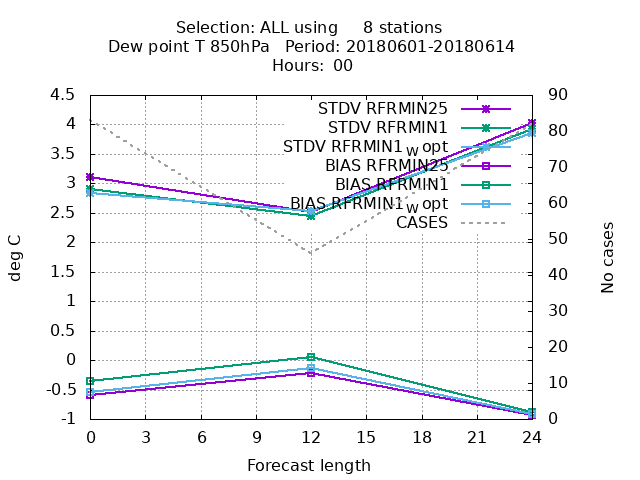 Selection: ALL using     8 stations
Dew point T 850hPa   Period: 20180601-20180614
Hours:  00
4.5
4
3.5
3
2.5
2
1.5
1
0.5
0
-0.5
-1
deg C
STDV RFRMIN25
STDV RFRMIN1
STDV RFRMIN1_W opt
BIAS RFRMIN25
BIAS RFRMIN1
BIAS RFRMIN1_W opt
CASES
90
80
70
60
50
40
30
20
10
0
No cases
0 3 6 9 12 15 18 21 24
Forecast length